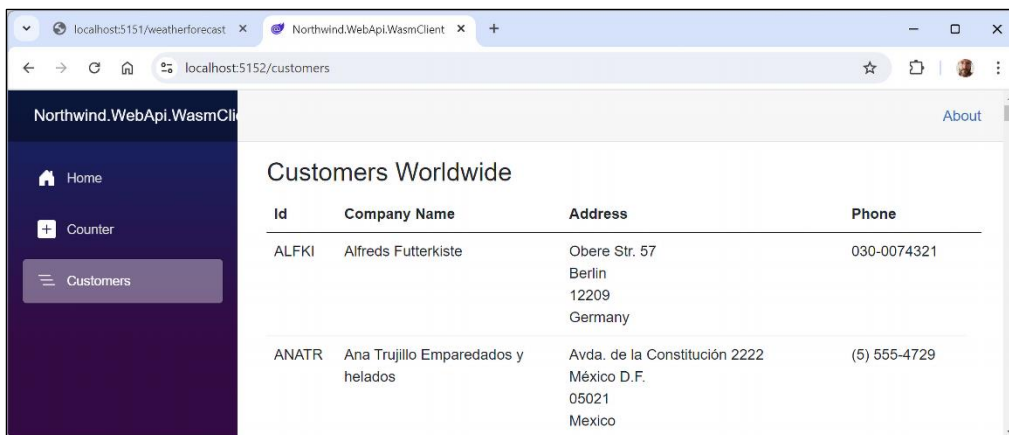 localhost:5151/weatherforecast
Northwind.WebApi.WasmClient
localhost:5152/customers
Northwind.WebApi.WasmCli
About
Home
Counter
Customers
Customers Worldwide
Id Company Name Address Phone
ALFKI Alfreds Futterkiste Obere Str. 57 030-0074321
Berlin
12209
Germany
ANATR Ana Trujillo Emparedados y Avda. de la Constitución 2222 (5) 555-4729
helados México D.F.
05021
Mexico